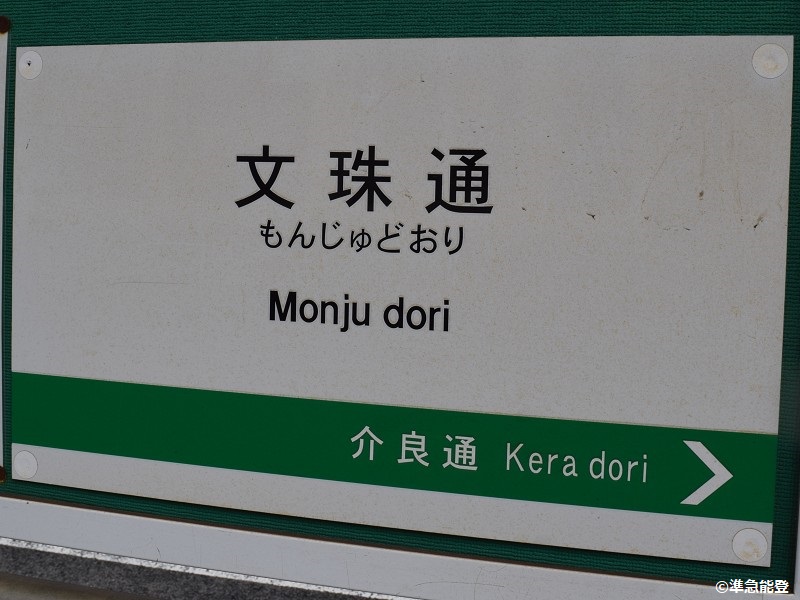 文珠通
もんじゅどおり
Monju dori
介良通 Kera dori
©準急能登